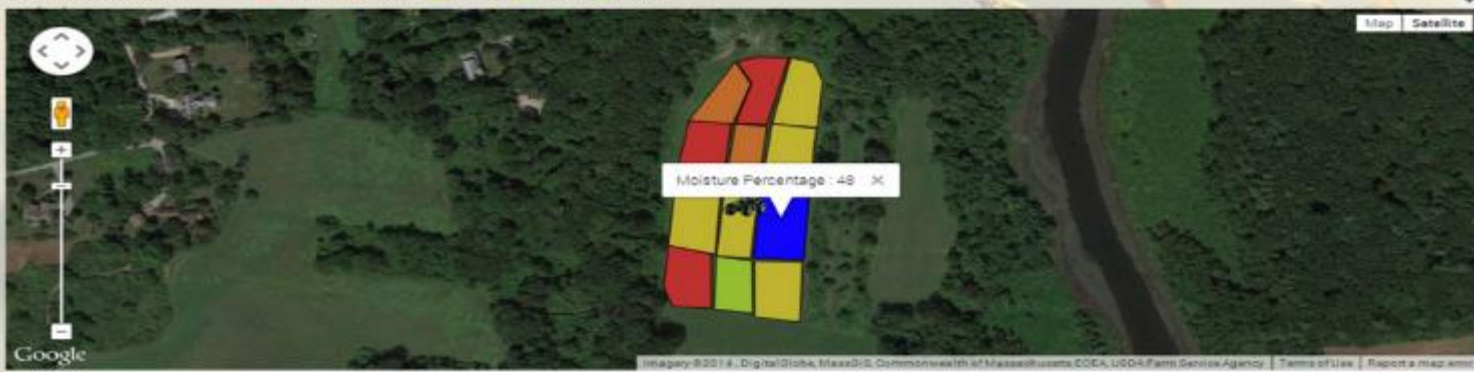 Map Satellite
Moisture Percentage : 48 ×
Google
Imagery ©2014, DigitalGlobe, MassGIS, Commonwealth of Massachusetts EOEA, USDA Farm Service Agency Terms of Use Report a map